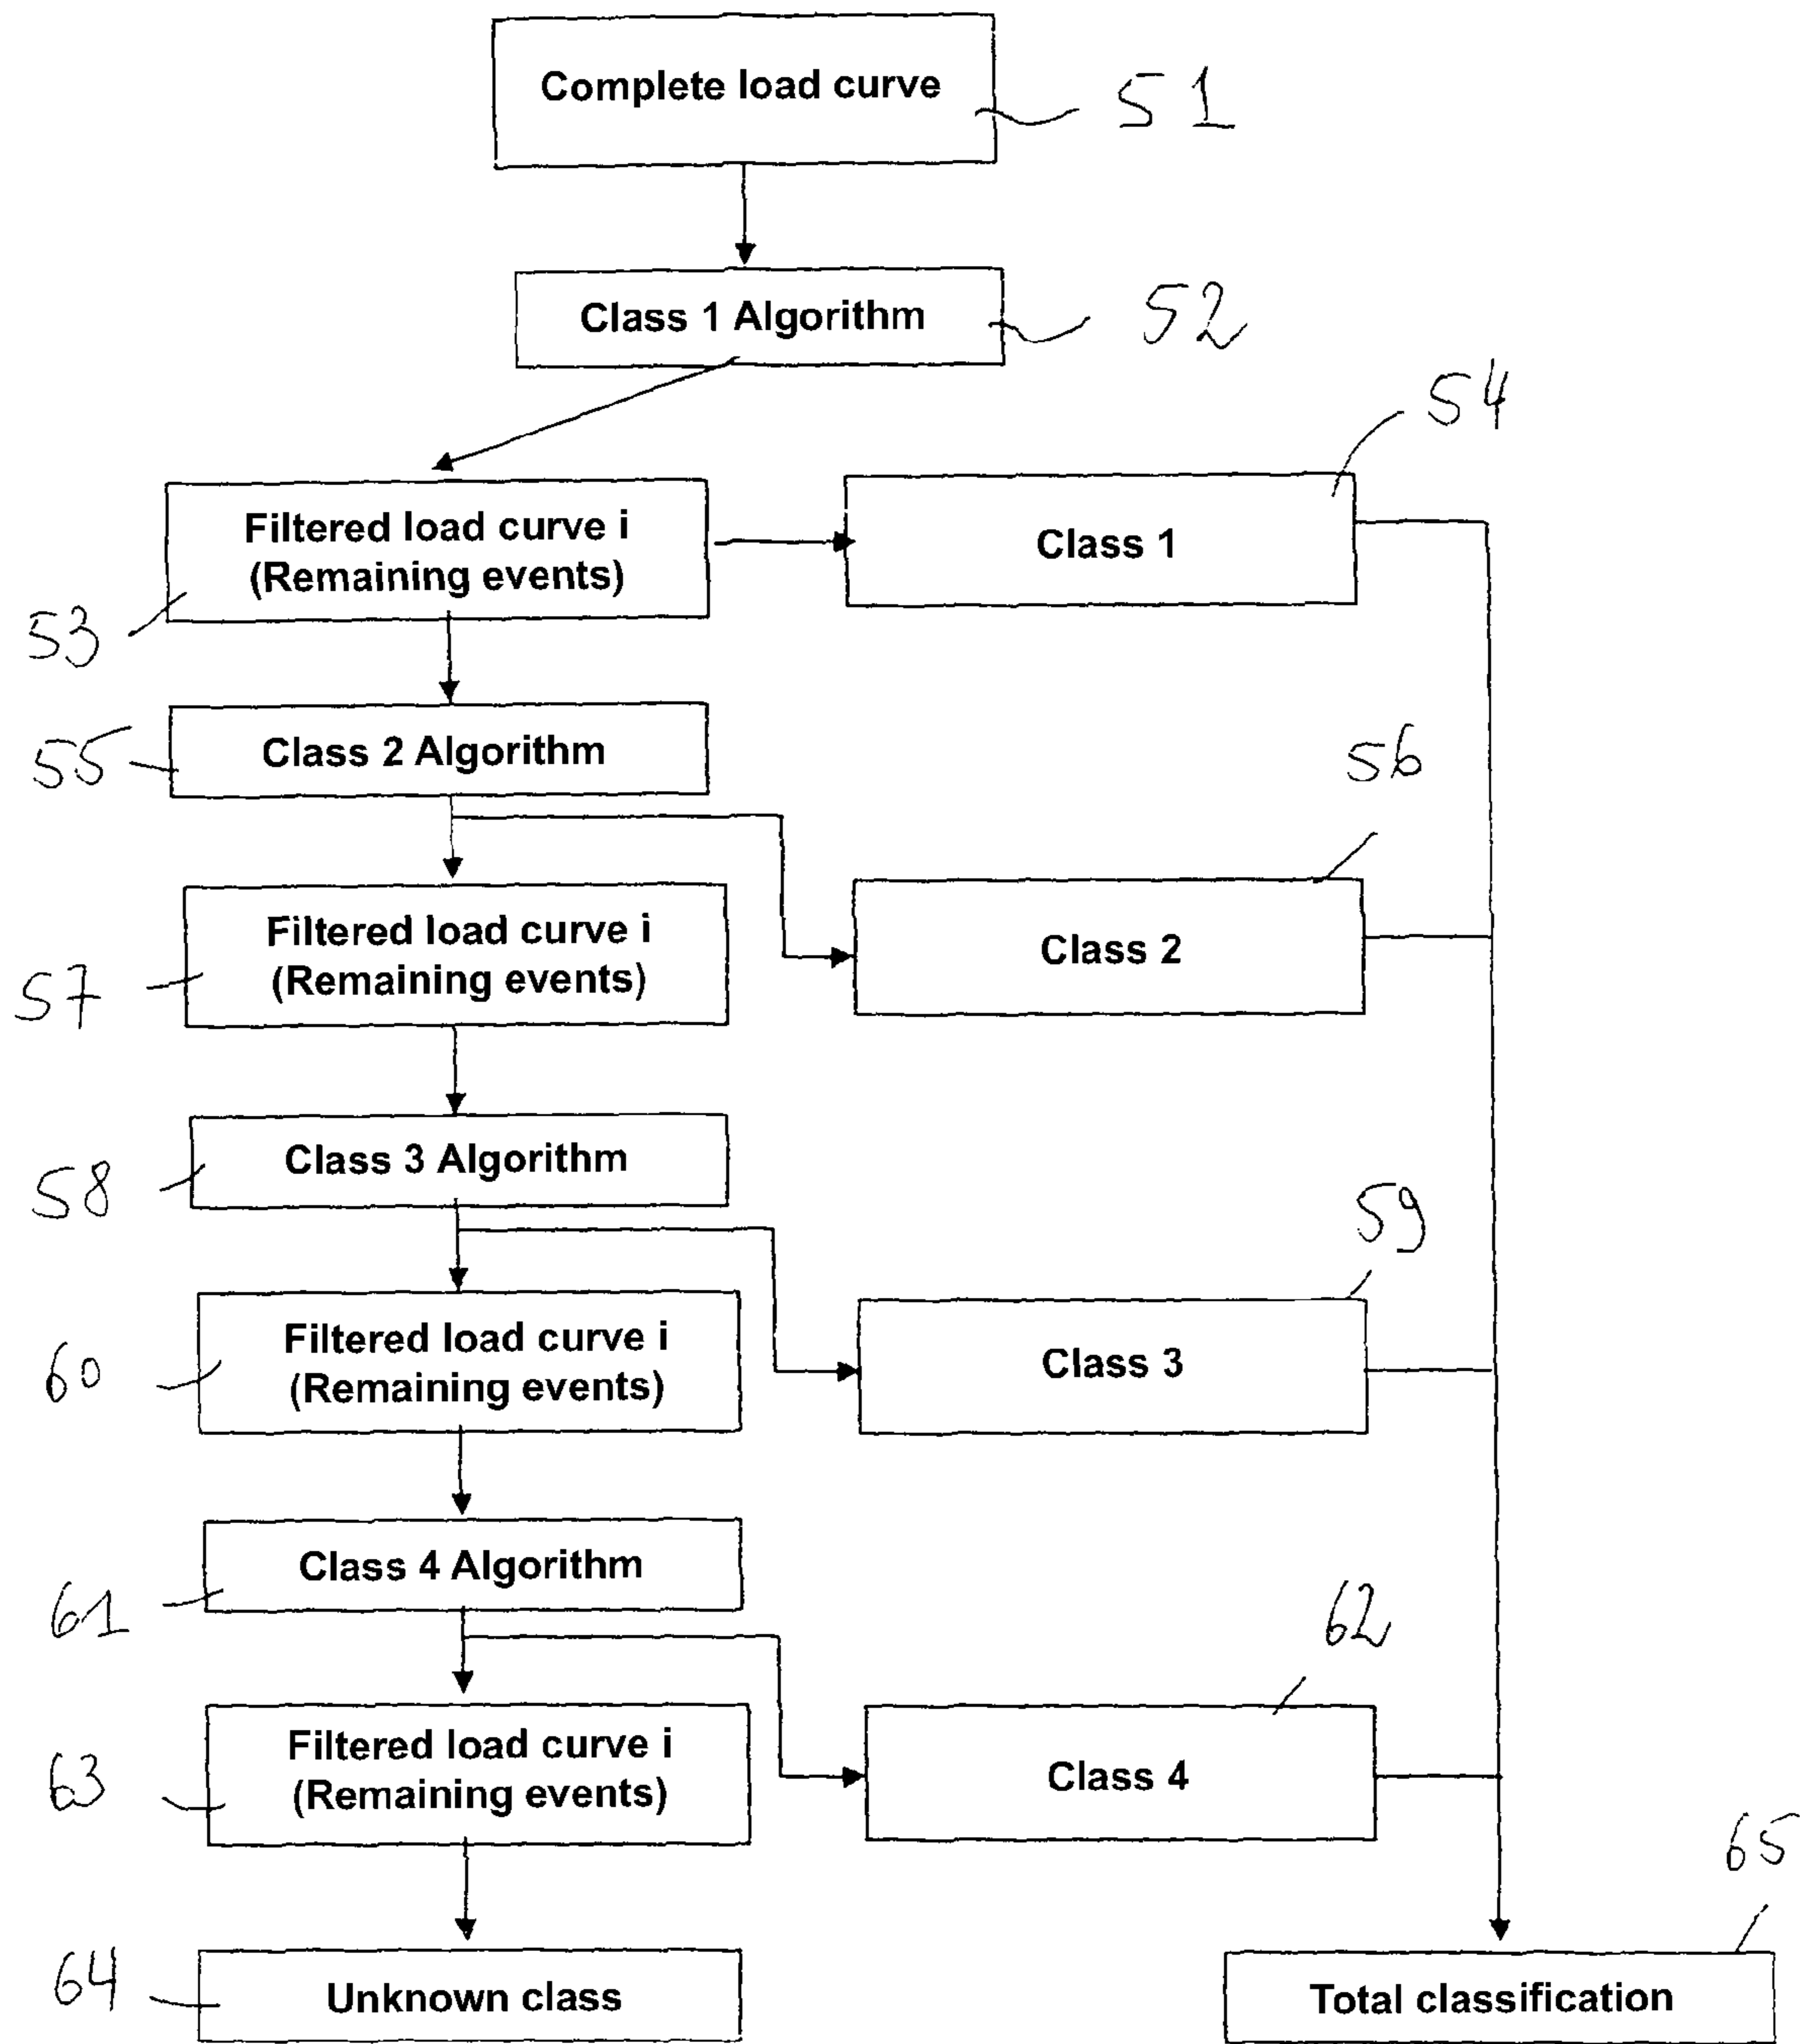 Complete load curve
51
Class 1 Algorithm
52
54
Filtered load curve i
(Remaining events)
Class 1
53
Class 2 Algorithm
55
56
Filtered load curve i
(Remaining events)
Class 2
57
Class 3 Algorithm
58
59
Filtered load curve i
(Remaining events)
Class 3
60
Class 4 Algorithm
61
62
Filtered load curve i
(Remaining events)
Class 4
63
65
Unknown class
64
Total classification